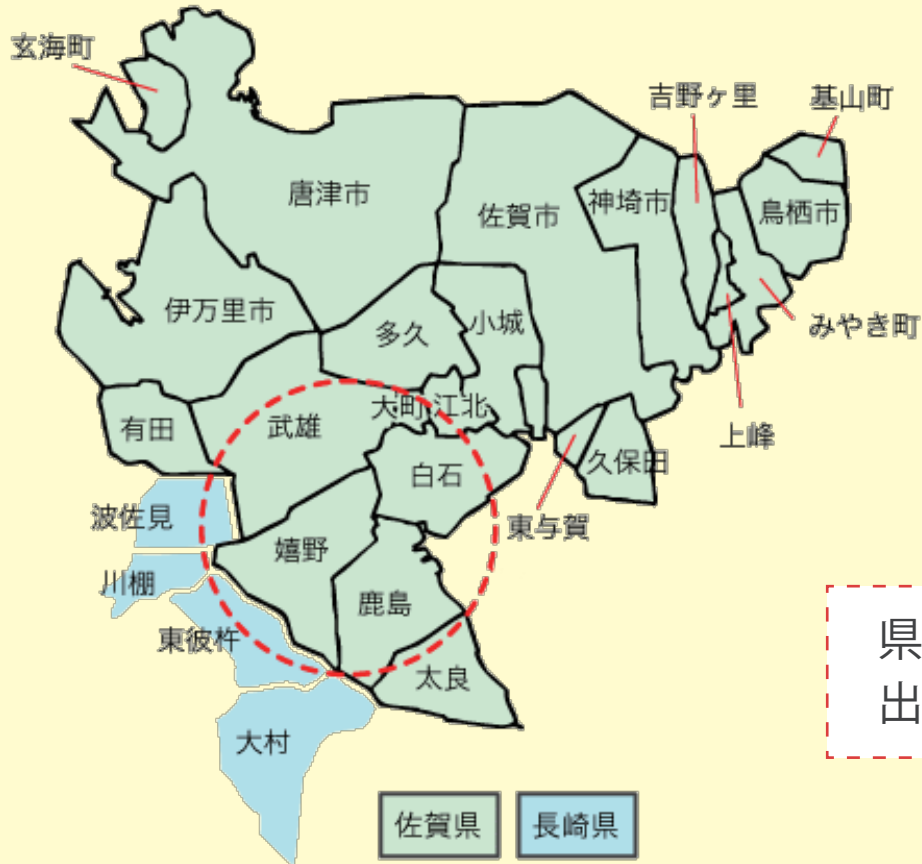 玄海町
吉野ヶ里
基山町
唐津市
佐賀市
神埼市
鳥栖市
伊万里市
多久
小城
みやき町
有田
武雄
大町
江北
上峰
白石
久保田
波佐見
東与賀
嬉野
川棚
鹿島
東彼杵
太良
県
出
大村
佐賀県
長崎県